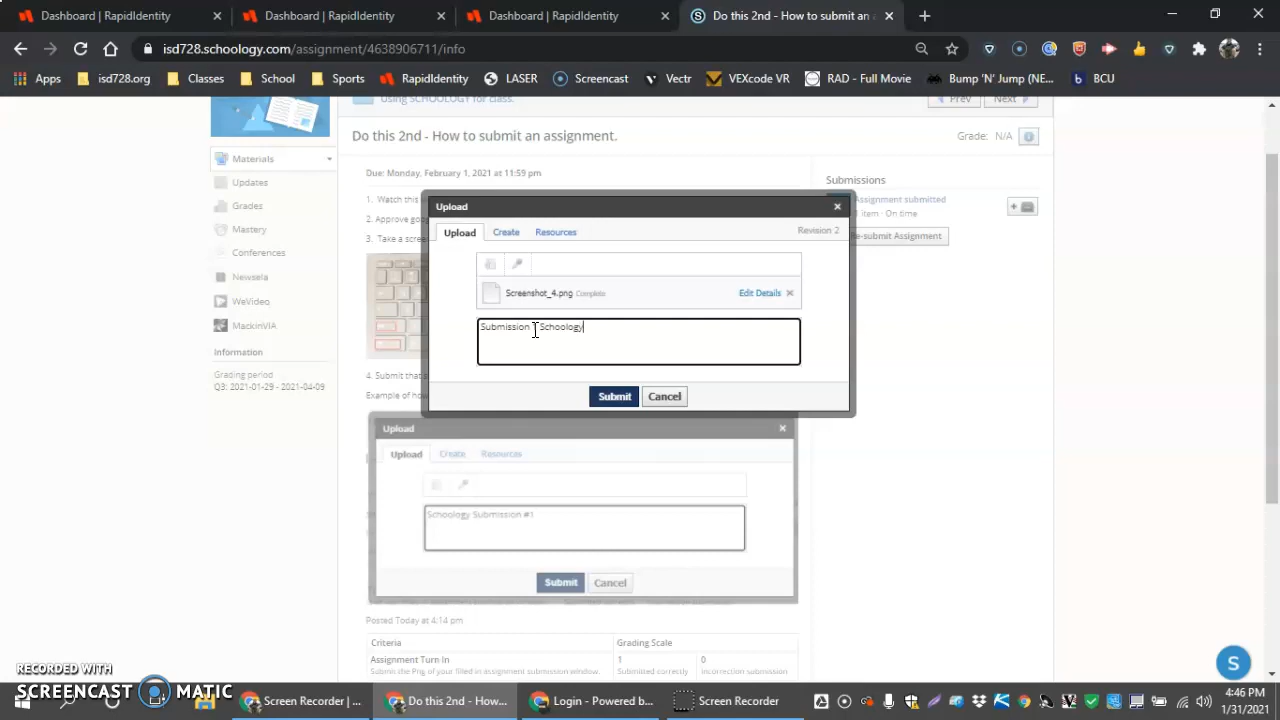 Dashboard | RapidIdentity
Dashboard | RapidIdentity
Dashboard | RapidIdentity
Do this 2nd - How to submit an
isd728.schoology.com/assignment/4638906711/info
Apps
isd728.org
Classes
School
Sports
RapidIdentity
LASER
Screencast
Vectr
VEXcode VR
RAD - Full Movie
Bump 'N' Jump (NE...
BCU
Using SCHOOLOGY for class.
Prev
Next
Do this 2nd - How to submit an assignment.
Grade: N/A
Materials
Updates
Grades
Mastery
Conferences
Newsela
WeVideo
MackinVIA
Information
Grading period
Q3: 2021-01-29 - 2021-04-09
Due: Monday, February 1, 2021 at 11:59 pm
1. Watch this
2. Approve goo
3. Take a scre
4. Submit that s
Example of how
Submissions
Assignment submitted
1 item · On time
e-submit Assignment
Upload
Upload
Create
Resources
Revision 2
Screenshot_4.png Complete
Edit Details
Submission Schoology
Submit
Cancel
Upload
Upload
Create
Resources
Schoology Submission #1
Submit
Cancel
Posted Today at 4:14 pm
Criteria
Grading Scale
Assignment Turn In
Submit the Png of your filled in assignment submission window.
1
Submitted correctly
0
Incorrection submission
S
RECORDED WITH
SCREENCAST MATIC
Screen Recorder | ...
Do this 2nd - How...
Login - Powered b...
Screen Recorder
4:46 PM
1/31/2021